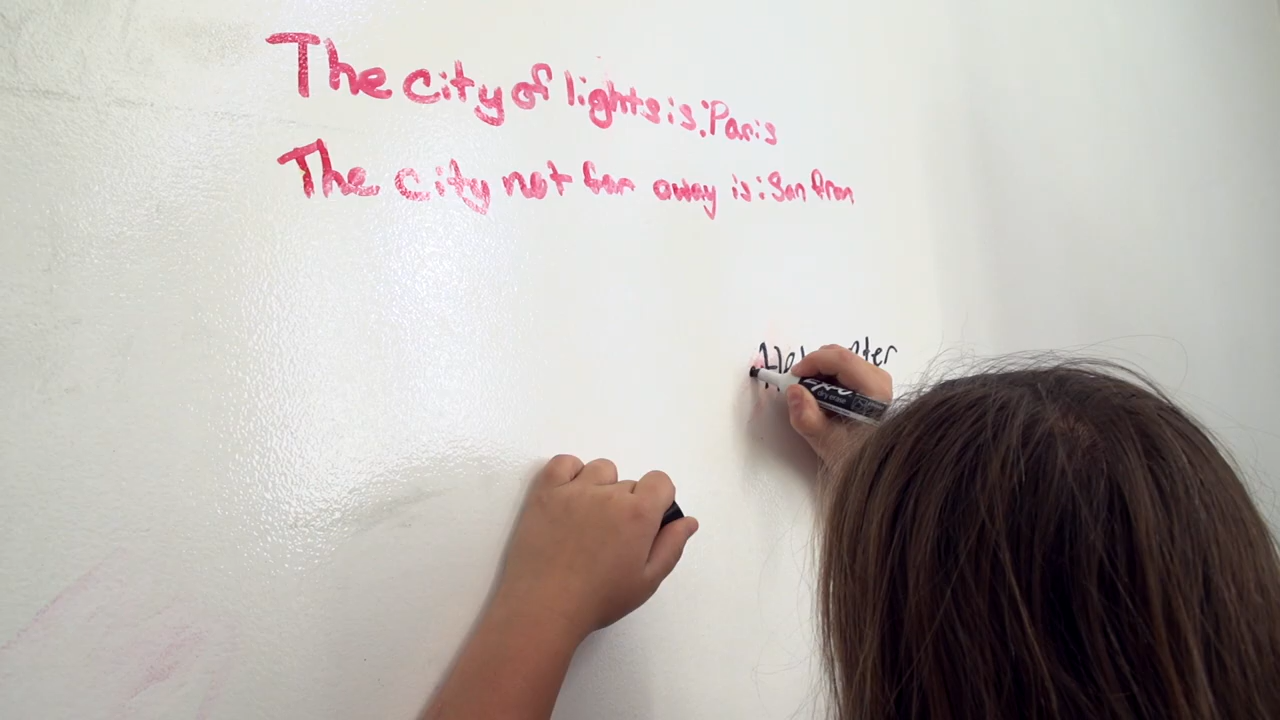 The city of lights is: Paris
The city not far away is: San fran